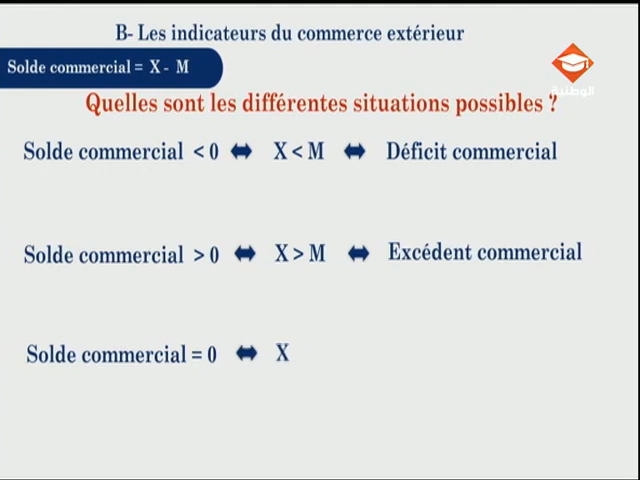 B- Les indicateurs du commerce extérieur
Solde commercial = X - M
الوطنية
Quelles sont les différentes situations possibles ?
Solde commercial < 0 ⬌ X < M ⬌ Déficit commercial
Solde commercial > 0 ⬌ X > M ⬌ Excédent commercial
Solde commercial = 0 ⬌ X